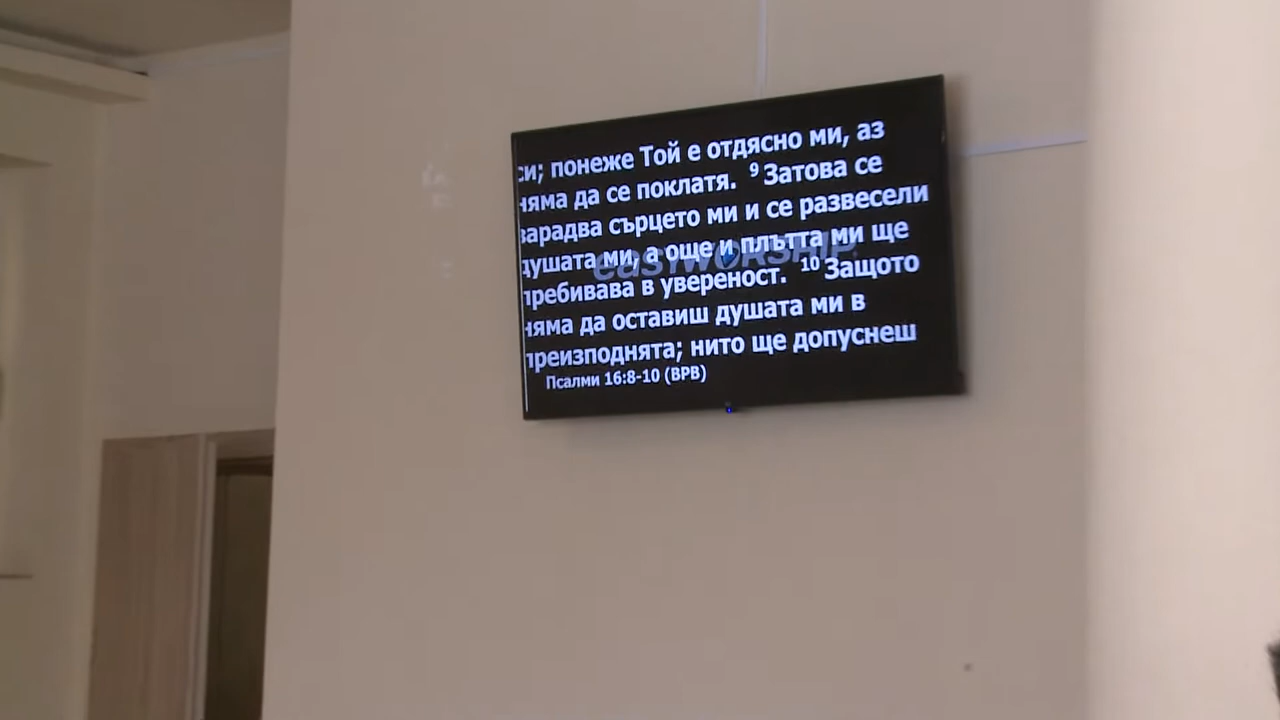 си; понеже Той е отдясно ми, аз
няма да се поклатя. 9 Затова се
зарадва сърцето ми и се развесели
душата ми, а още и плътта ми ще
easyworship
пребивава в увереност. 10 Защото
няма да оставиш душата ми в
преизподнята; нито ще допуснеш
Псалми 16:8-10 (ВРВ)